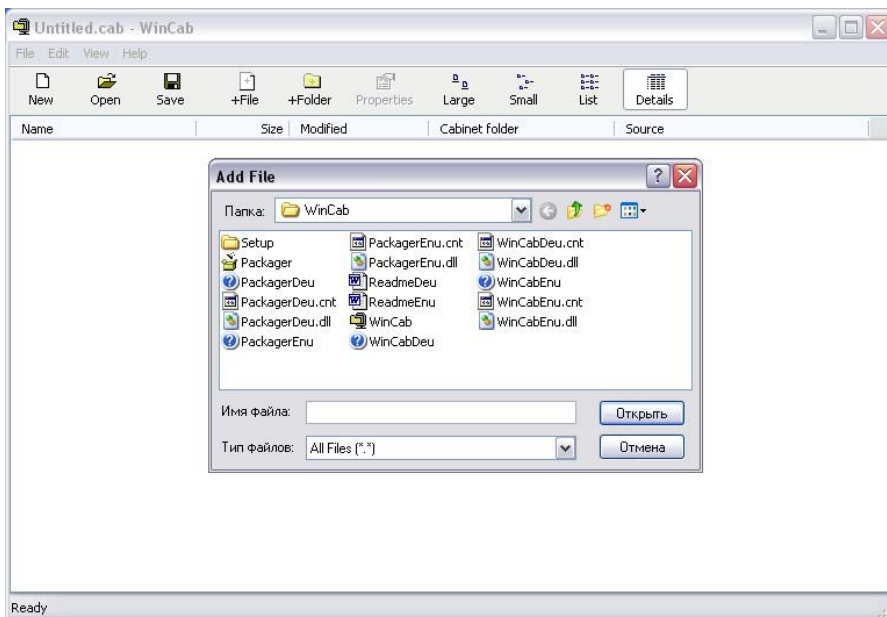 Untitled.cab - WinCab
File Edit View Help
New Open Save +File +Folder Properties Large Small List Details
Name Size Modified Cabinet folder Source
Add File
Папка: WinCab
Setup PackagerEnu.cnt WinCabDeu.cnt
Packager PackagerEnu.dll WinCabDeu.dll
PackagerDeu ReadmeDeu WinCabEnu
PackagerDeu.cnt ReadmeEnu WinCabEnu.cnt
PackagerDeu.dll WinCab WinCabEnu.dll
PackagerEnu WinCabDeu
Имя файла: Открыть
Тип файлов: All Files (*.*) Отмена
Ready